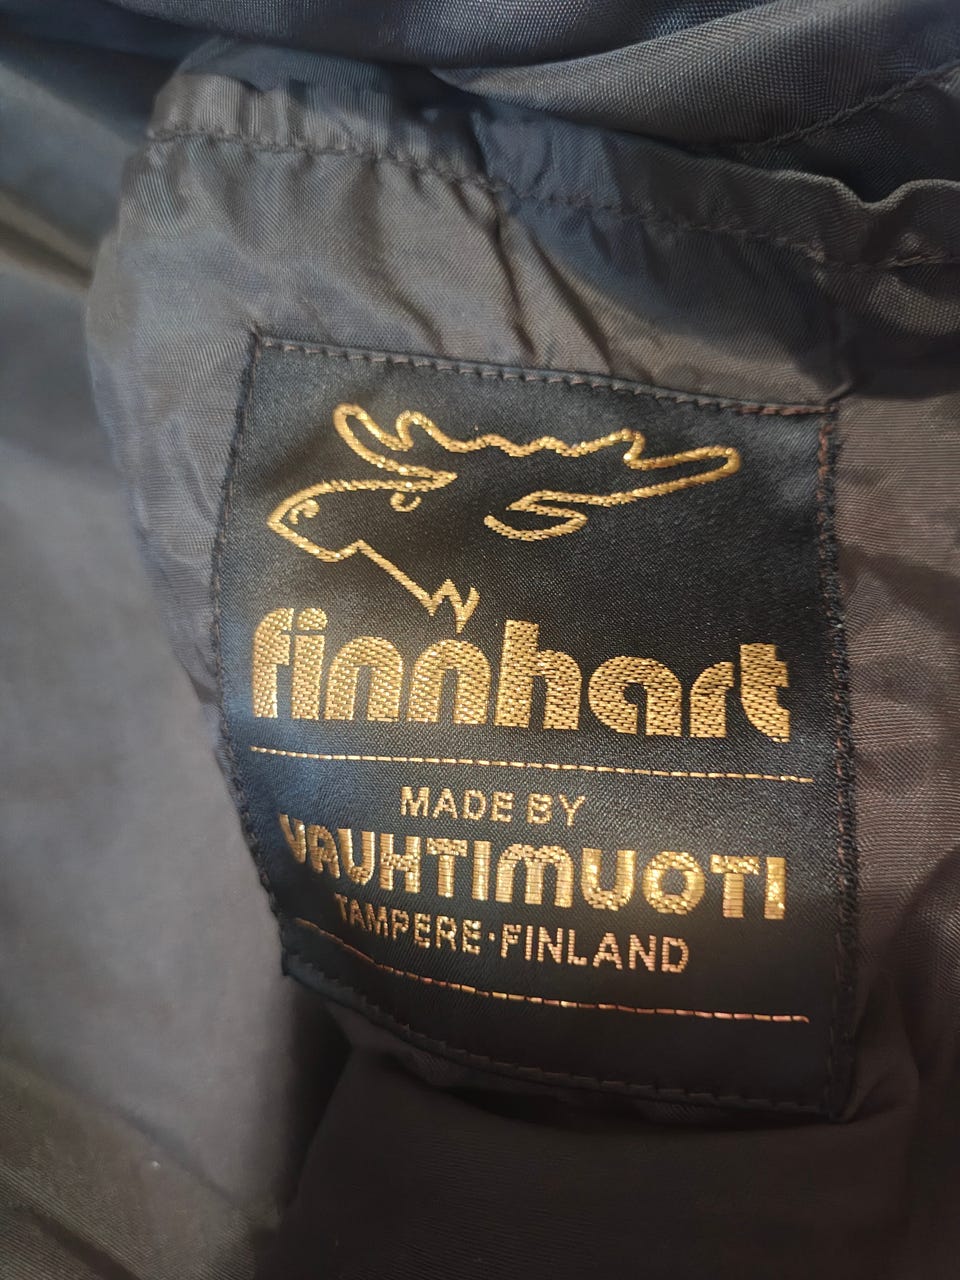 finnhart
MADE BY
VAUHTIMUOTI
TAMPERE·FINLAND